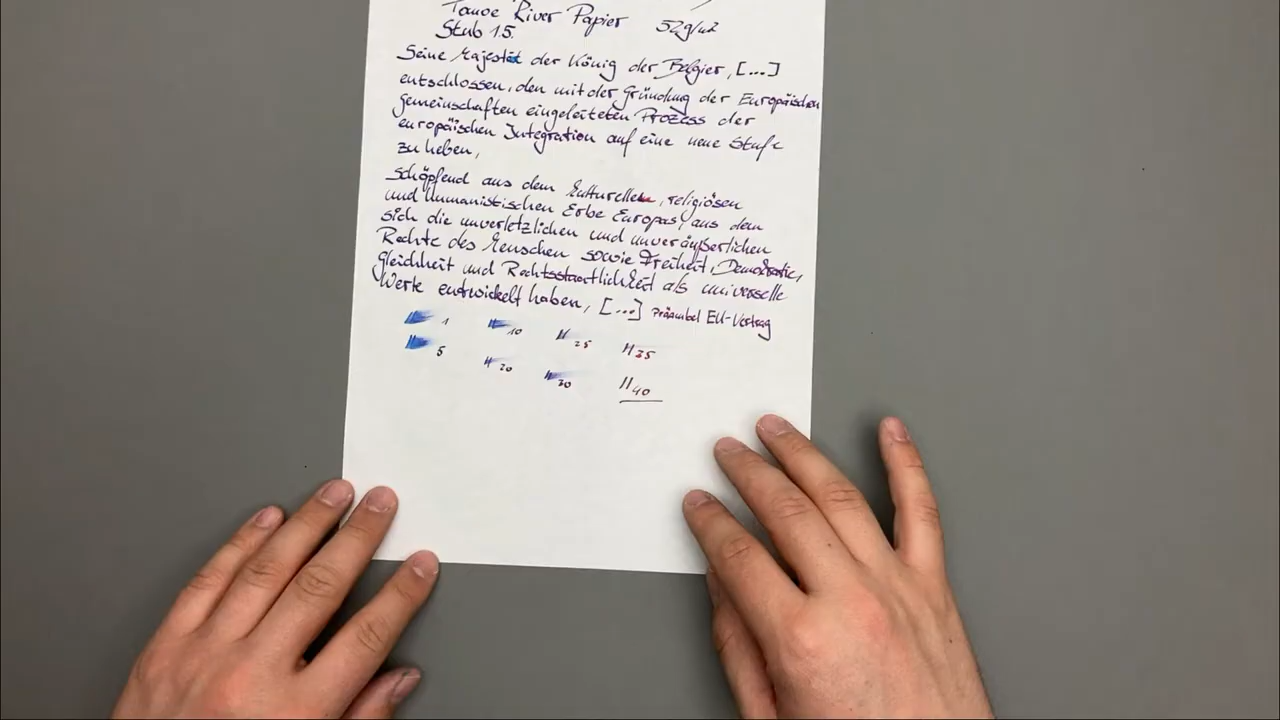 Tomoe River Papier 52g/m²
Stub 1.5.
Seine Majestät der König der Belgier, [...]
entschlossen, den mit der Gründung der Europäischen
Gemeinschaften eingeleiteten Prozess der
europäischen Integration auf eine neue Stufe
zu heben,
schöpfend aus dem kulturellen, religiösen
und humanistischen Erbe Europas, aus dem
sich die unverletzlichen und unveräußerlichen
Rechte des Menschen sowie Freiheit, Demokratie,
Gleichheit und Rechtsstaatlichkeit als universelle
Werte entwickelt haben, [...] Präambel EU-Vertrag
1 10 25 35
5 20 30 40